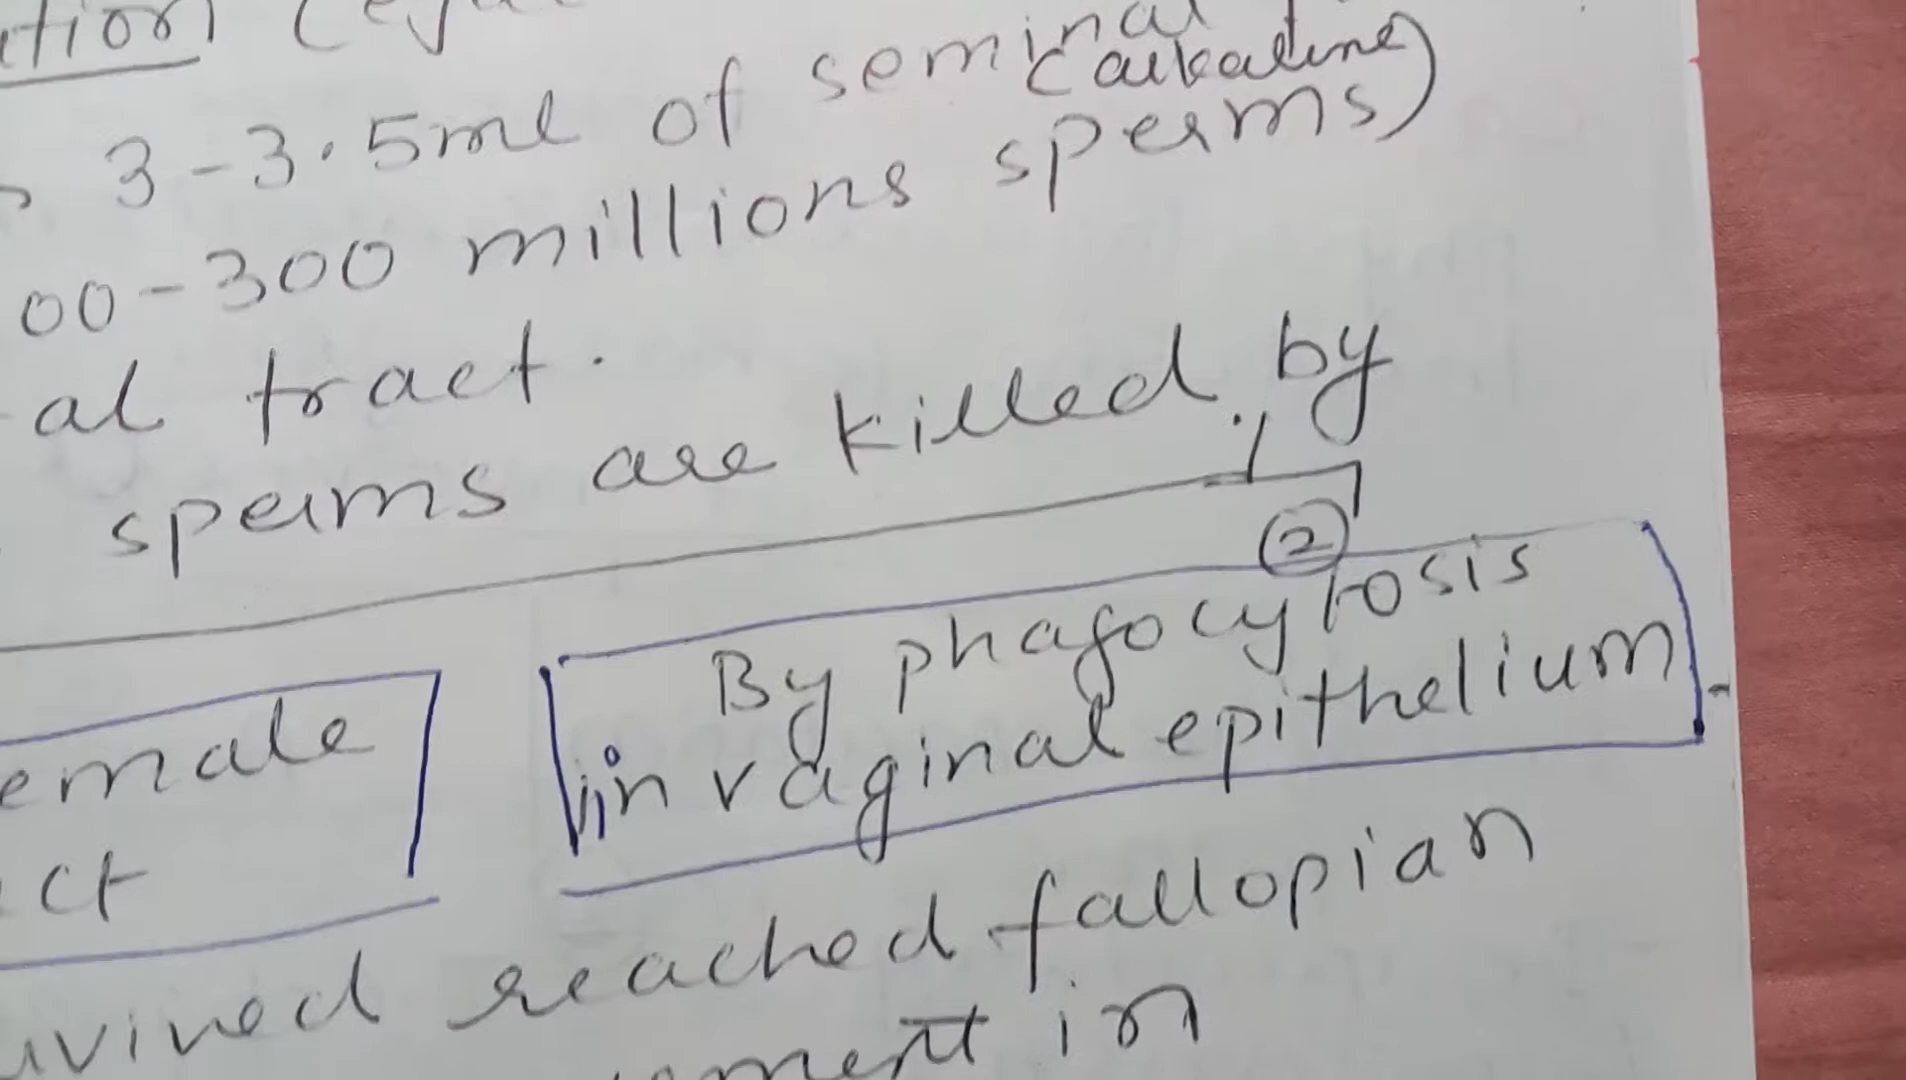 3-3.5ml of seminal
(alkaline)
00-300 millions sperms
al tract.
sperms are killed by
2
By phagocytosis
in vaginal epithelium
emale
ct
vived reached fallopian
ment in